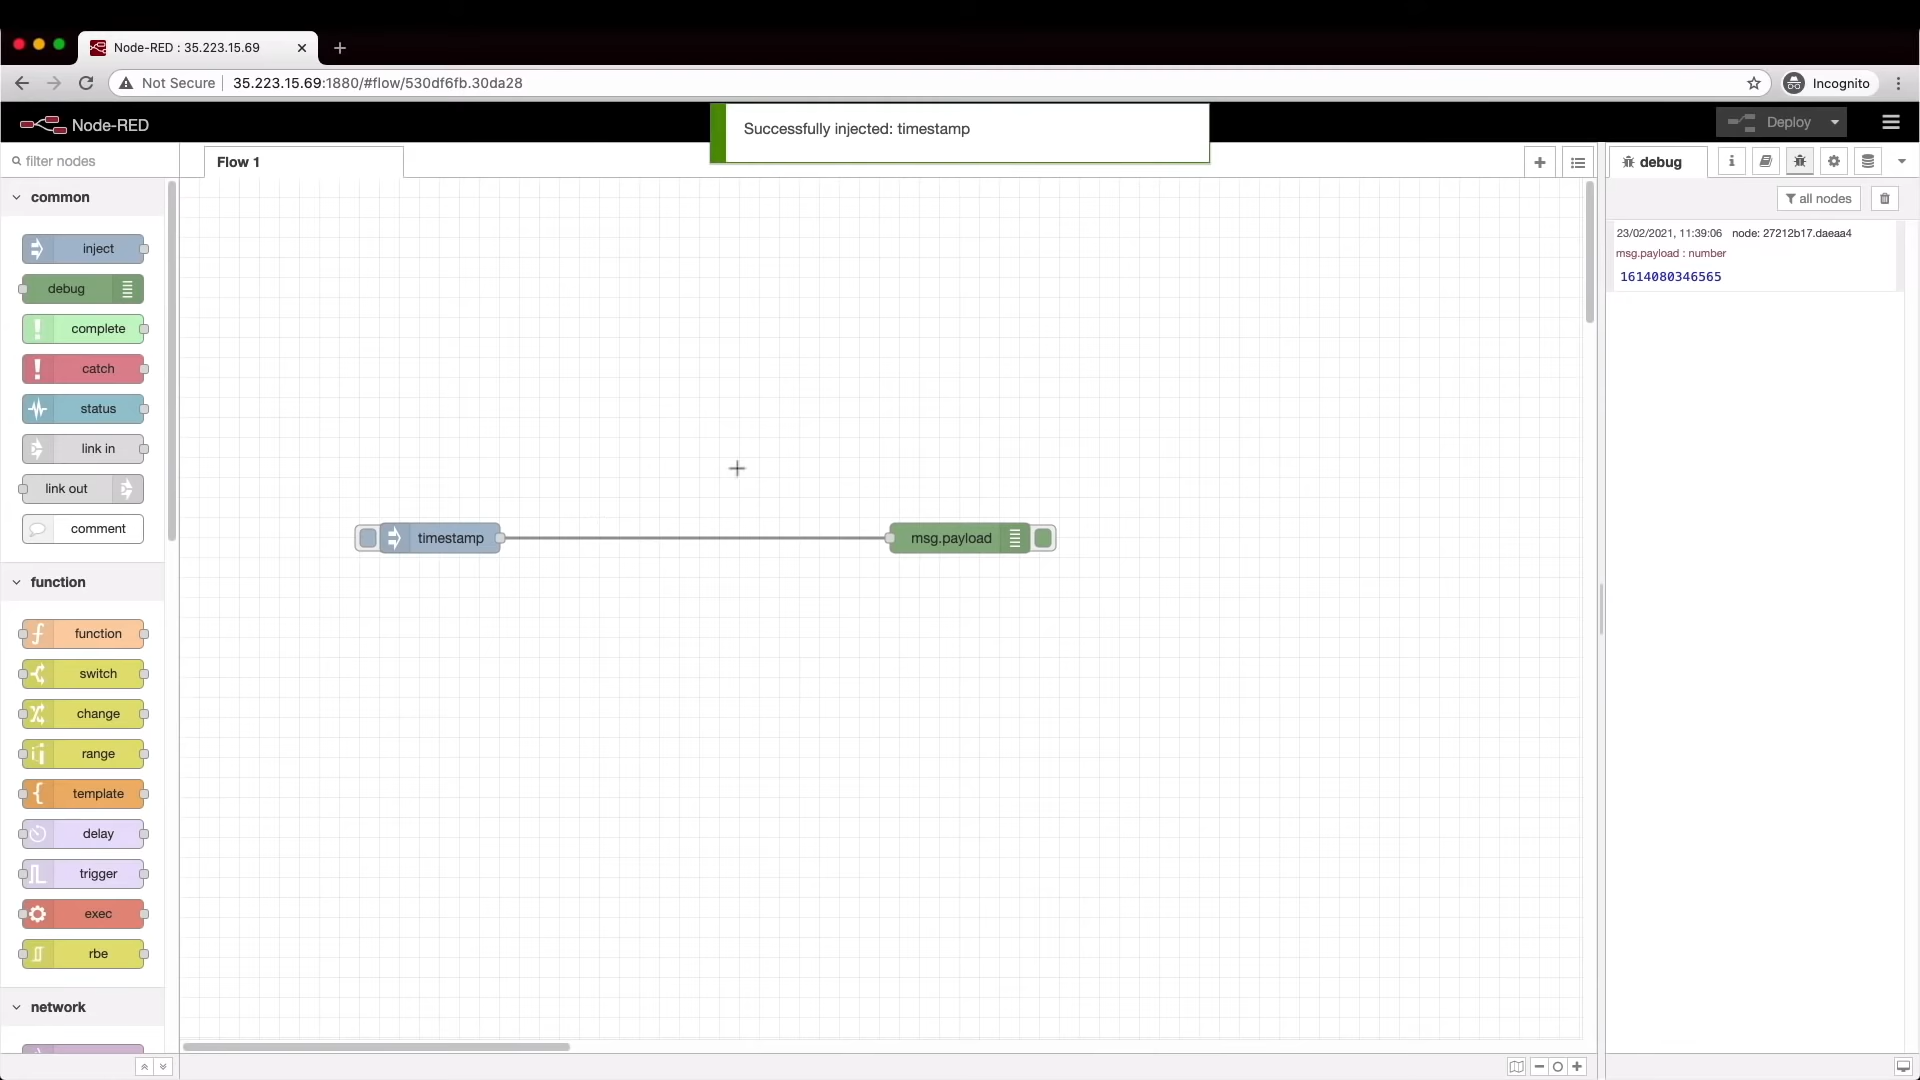 Node-RED : 35.223.15.69
Not Secure
35.223.15.69:1880/#flow/530df6fb.30da28
Incognito
Node-RED
Successfully injected: timestamp
Deploy
filter nodes
Flow 1
debug
all nodes
common
inject
debug
complete
catch
status
link in
link out
comment
function
function
switch
change
range
template
delay
trigger
exec
rbe
network
timestamp
msg.payload
23/02/2021, 11:39:06 node: 27212b17.daeaa4
msg.payload : number
1614080346565